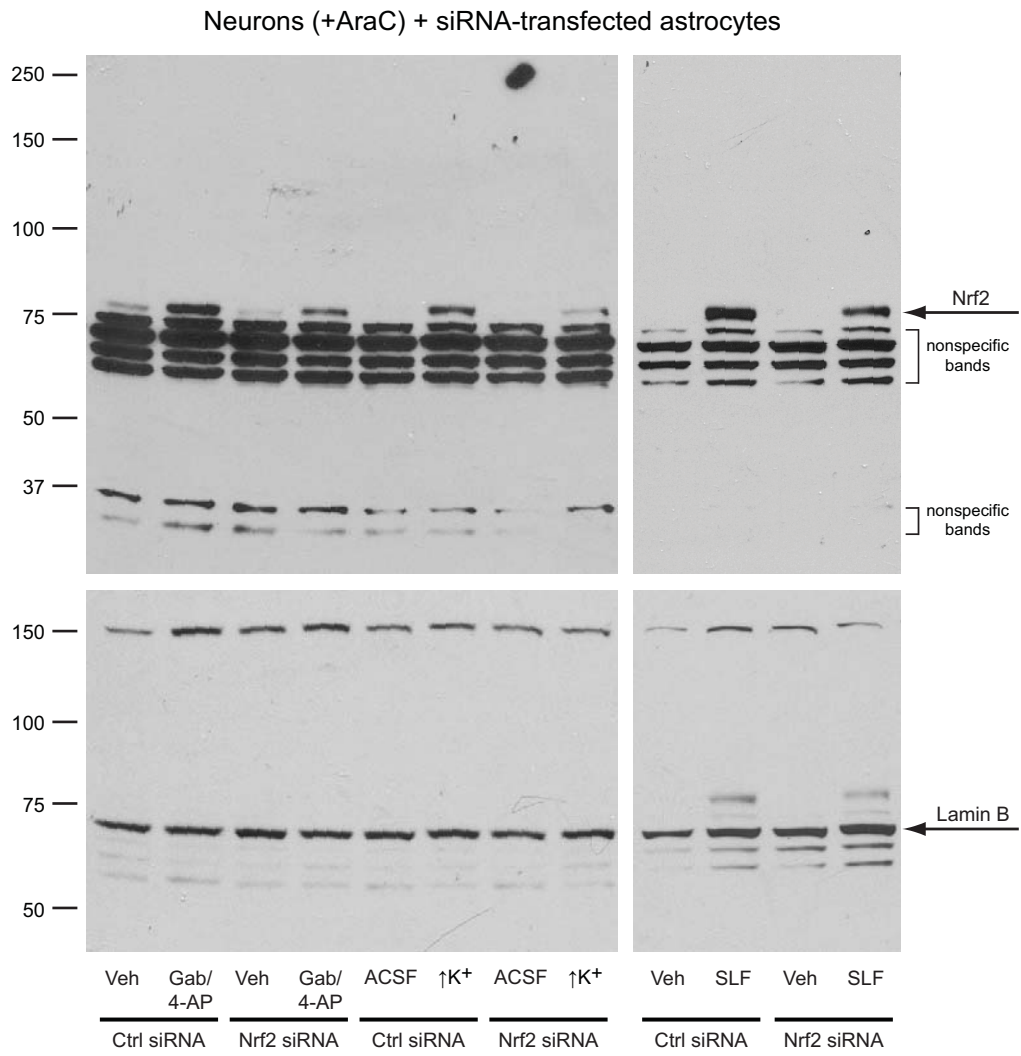 Neurons (+AraC) + siRNA-transfected astrocytes
250
150
100
75
50
37
Nrf2
nonspecific
bands
nonspecific
bands
150
100
75
50
Lamin B
Veh Gab/ Veh Gab/ ACSF ↑K⁺ ACSF ↑K⁺ Veh SLF Veh SLF
4-AP 4-AP
Ctrl siRNA Nrf2 siRNA Ctrl siRNA Nrf2 siRNA Ctrl siRNA Nrf2 siRNA